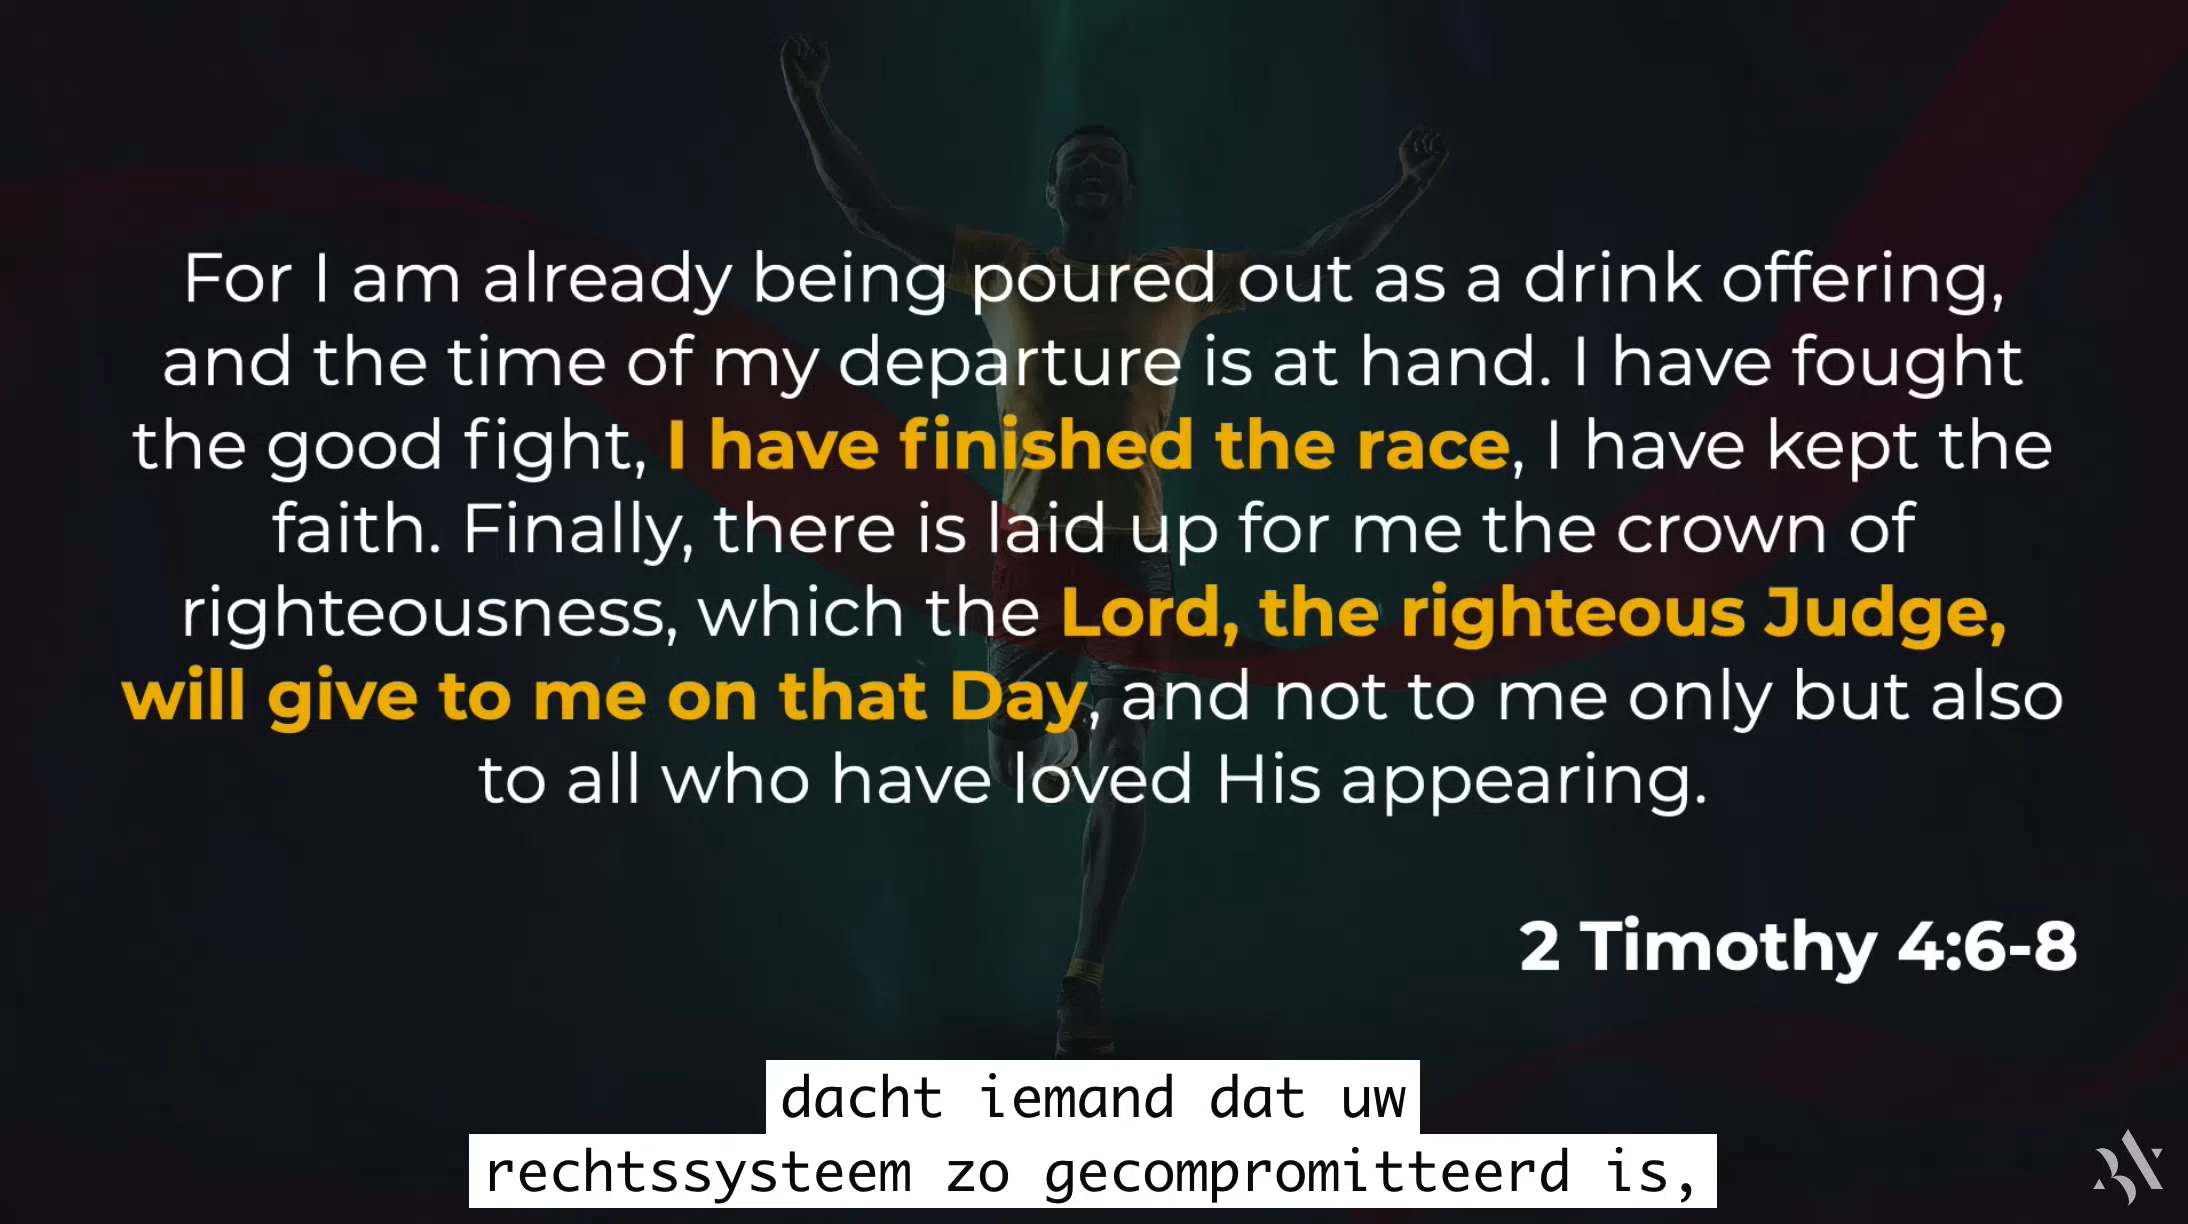 For I am already being poured out as a drink offering,
and the time of my departure is at hand. I have fought
the good fight, I have finished the race, I have kept the
faith. Finally, there is laid up for me the crown of
righteousness, which the Lord, the righteous Judge,
will give to me on that Day, and not to me only but also
to all who have loved His appearing.
2 Timothy 4:6-8
dacht iemand dat uw
rechtssysteem zo gecompromitteerd is,